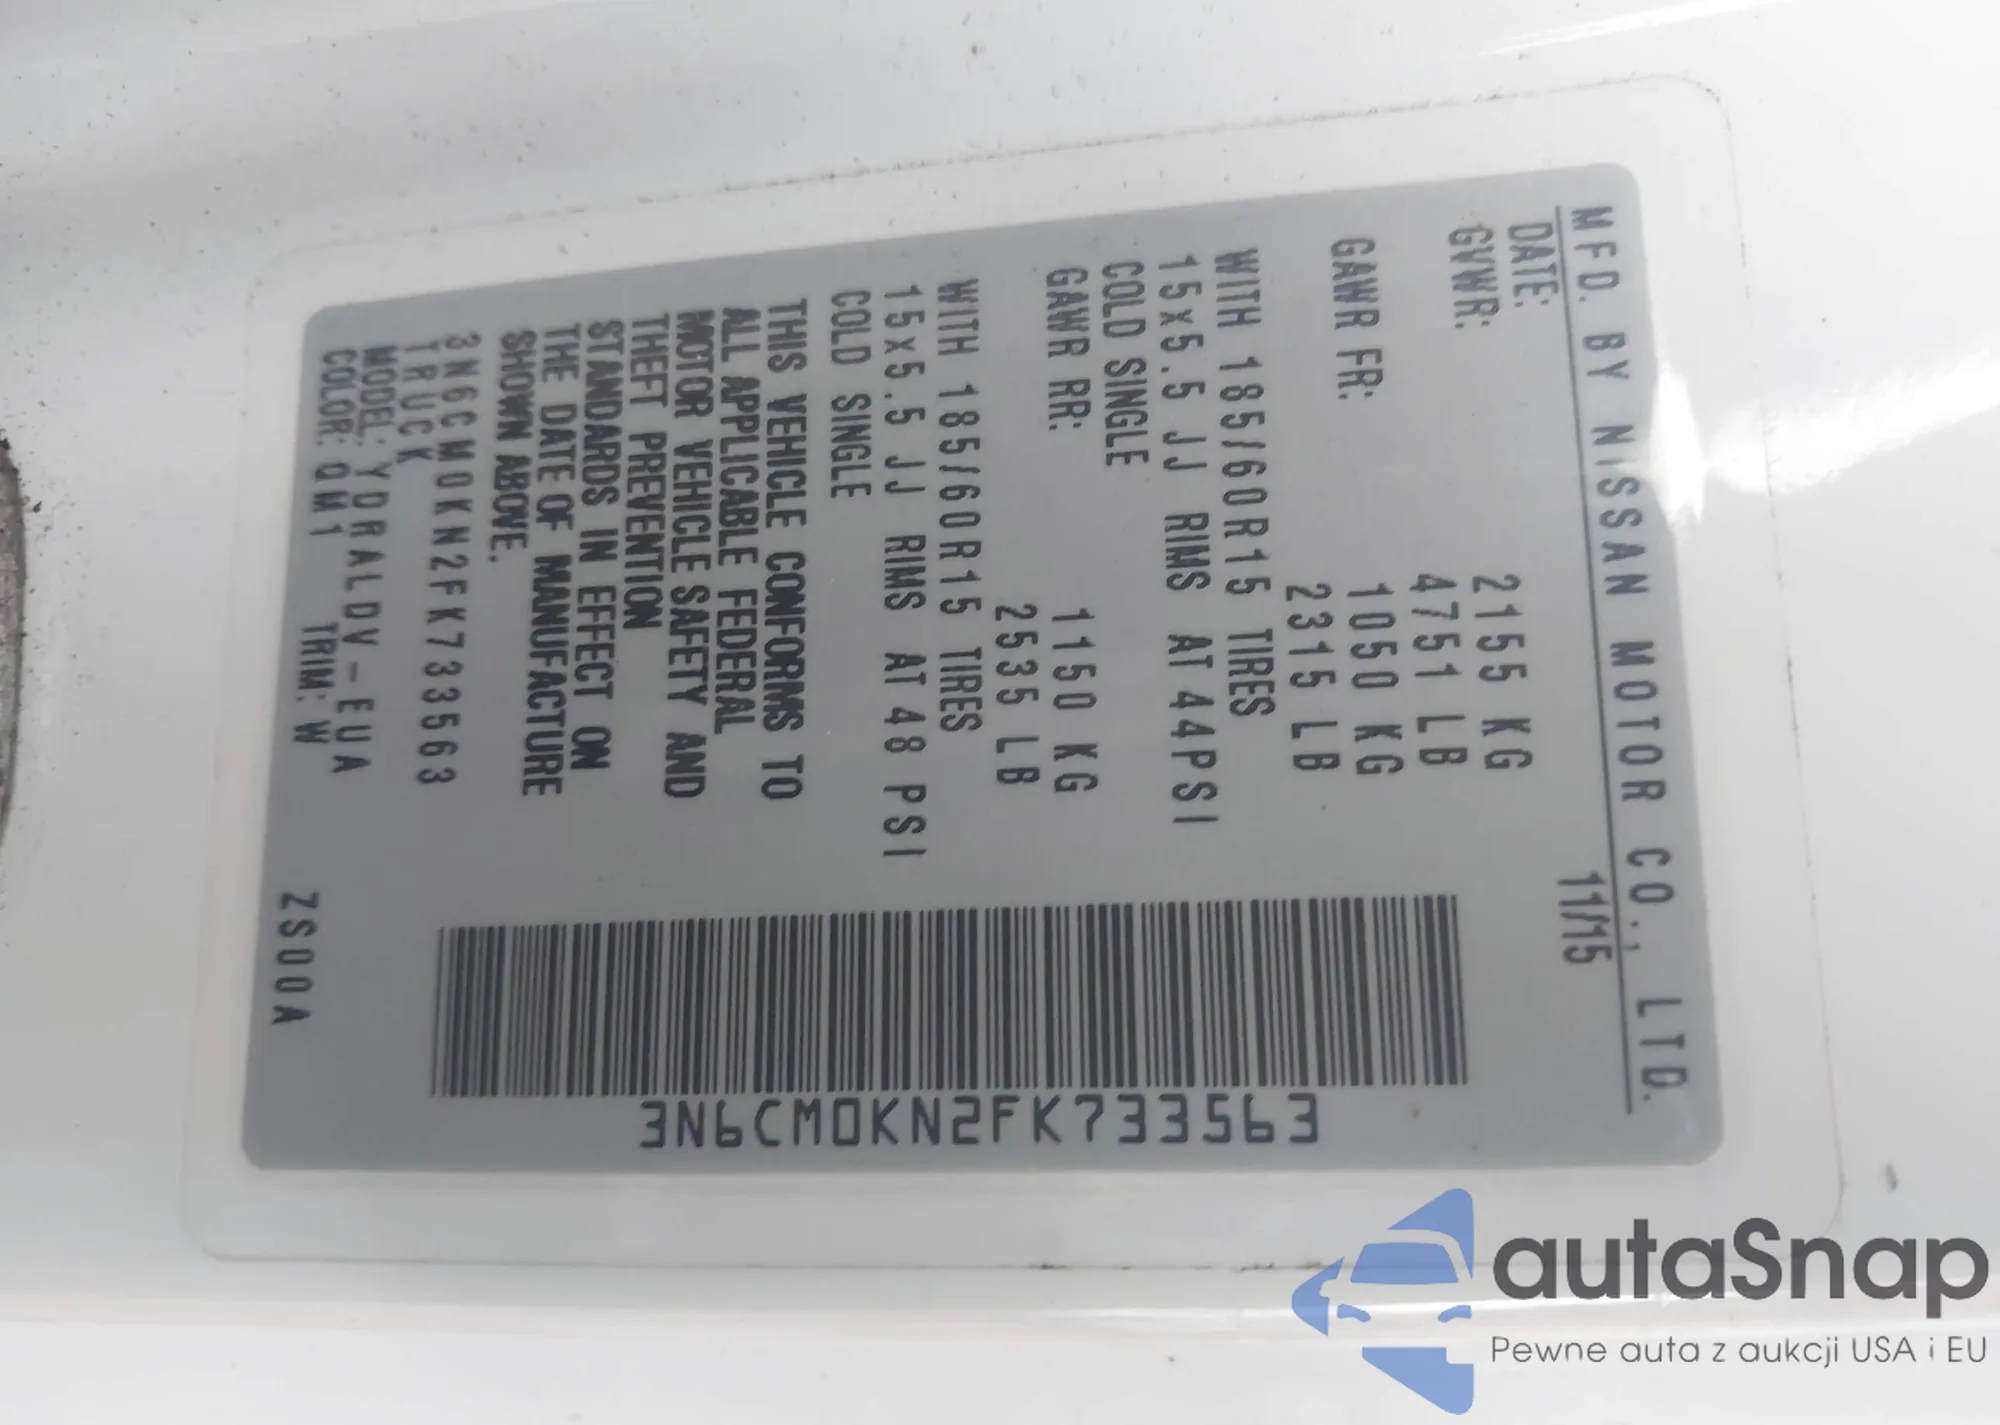 MFD. BY NISSAN MOTOR CO., LTD.
DATE: 11/15
GVWR: 2155 KG
4751 LB
GAWR FR: 1050 KG
2315 LB
WITH 185/60R15 TIRES
15x5.5 JJ RIMS AT 44PSI
COLD SINGLE
GAWR RR: 1150 KG
2535 LB
WITH 185/60R15 TIRES
15x5.5 JJ RIMS AT 48 PSI
COLD SINGLE
THIS VEHICLE CONFORMS TO
ALL APPLICABLE FEDERAL
MOTOR VEHICLE SAFETY AND
THEFT PREVENTION
STANDARDS IN EFFECT ON
THE DATE OF MANUFACTURE
SHOWN ABOVE.
3N6CM0KN2FK733563
TRUCK
MODEL: YDRALDV-EUA
COLOR: QM1 TRIM: W
ZS00A
3N6CM0KN2FK733563
autaSnap
Pewne auta z aukcji USA i EU